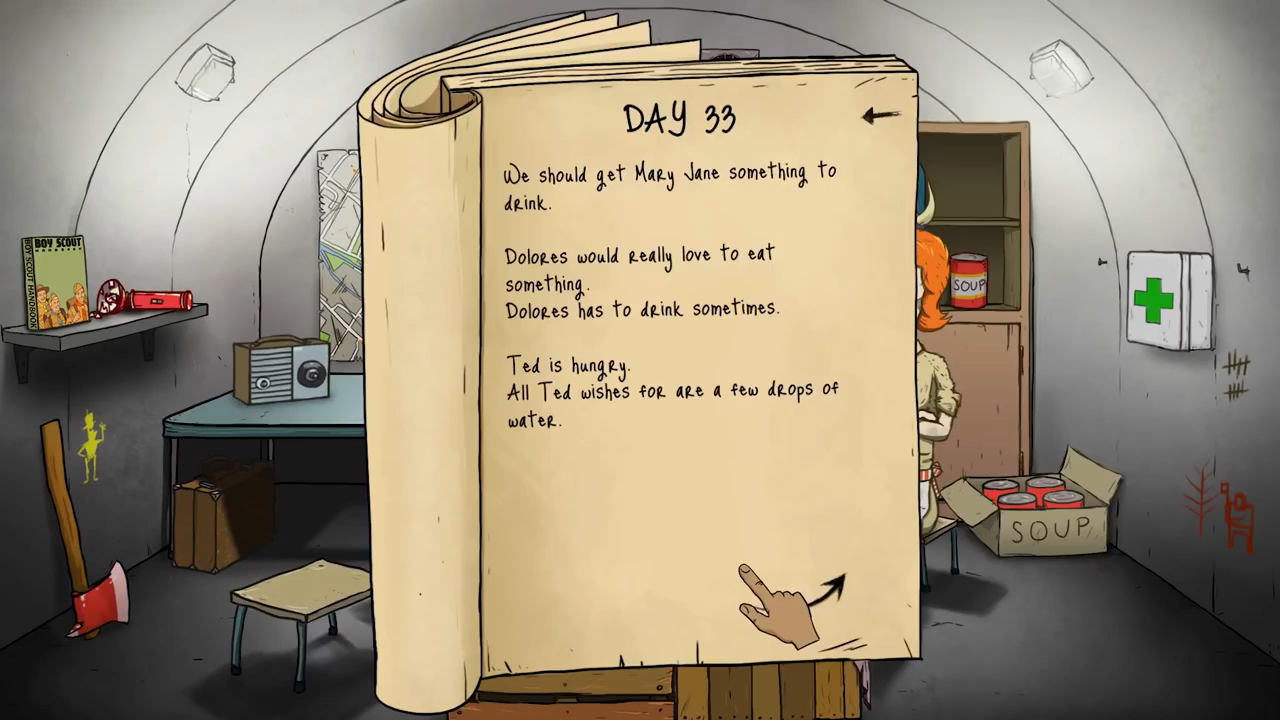 DAY 33
We should get Mary Jane something to
drink.
Dolores would really love to eat
something.
Dolores has to drink sometimes.
Ted is hungry.
All Ted wishes for are a few drops of
water.
BOY SCOUT
BOY SCOUT HANDBOOK
SOUP
SOUP